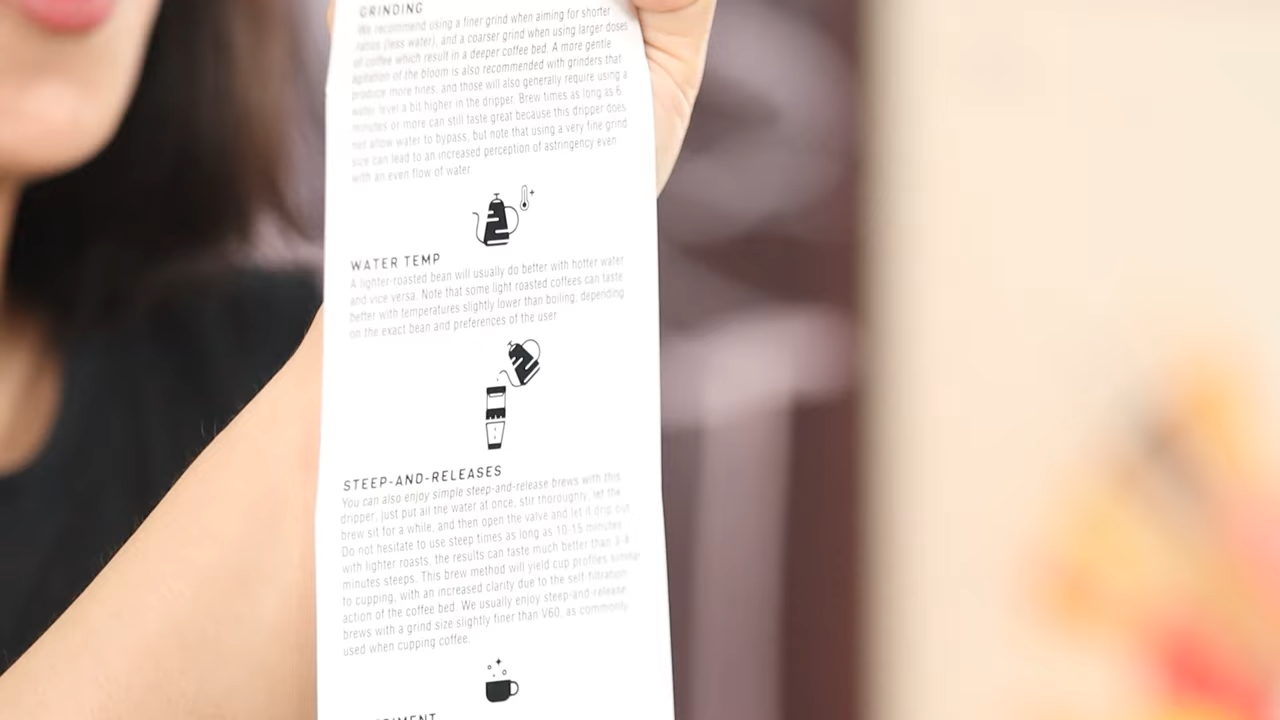 GRINDING
We recommend using a finer grind when aiming for shorter
ratios (less water), and a coarser grind when using larger doses
of coffee which result in a deeper coffee bed. A more gentle
agitation of the bloom is also recommended with grinders that
produce more fines, and those will also generally require using a
water level a bit higher in the dripper. Brew times as long as 6
minutes or more can still taste great because this dripper does
not allow water to bypass, but note that using a very fine grind
size can lead to an increased perception of astringency even
with an even flow of water
WATER TEMP
A lighter-roasted bean will usually do better with hotter water
and vice versa. Note that some light roasted coffees can taste
better with temperatures slightly lower than boiling, depending
on the exact bean and preferences of the user
STEEP-AND-RELEASES
You can also enjoy simple steep-and-release brews with this
dripper, just put all the water at once, stir thoroughly, let the
brew sit for a while, and then open the valve and let it drip out.
Do not hesitate to use steep times as long as 10-15 minutes
with lighter roasts, the results can taste much better than 3-4
minutes steeps. This brew method will yield cup profiles similar
to cupping, with an increased clarity due to the self-filtration
action of the coffee bed. We usually enjoy steep-and-release
brews with a grind size slightly finer than V60, as commonly
used when cupping coffee.